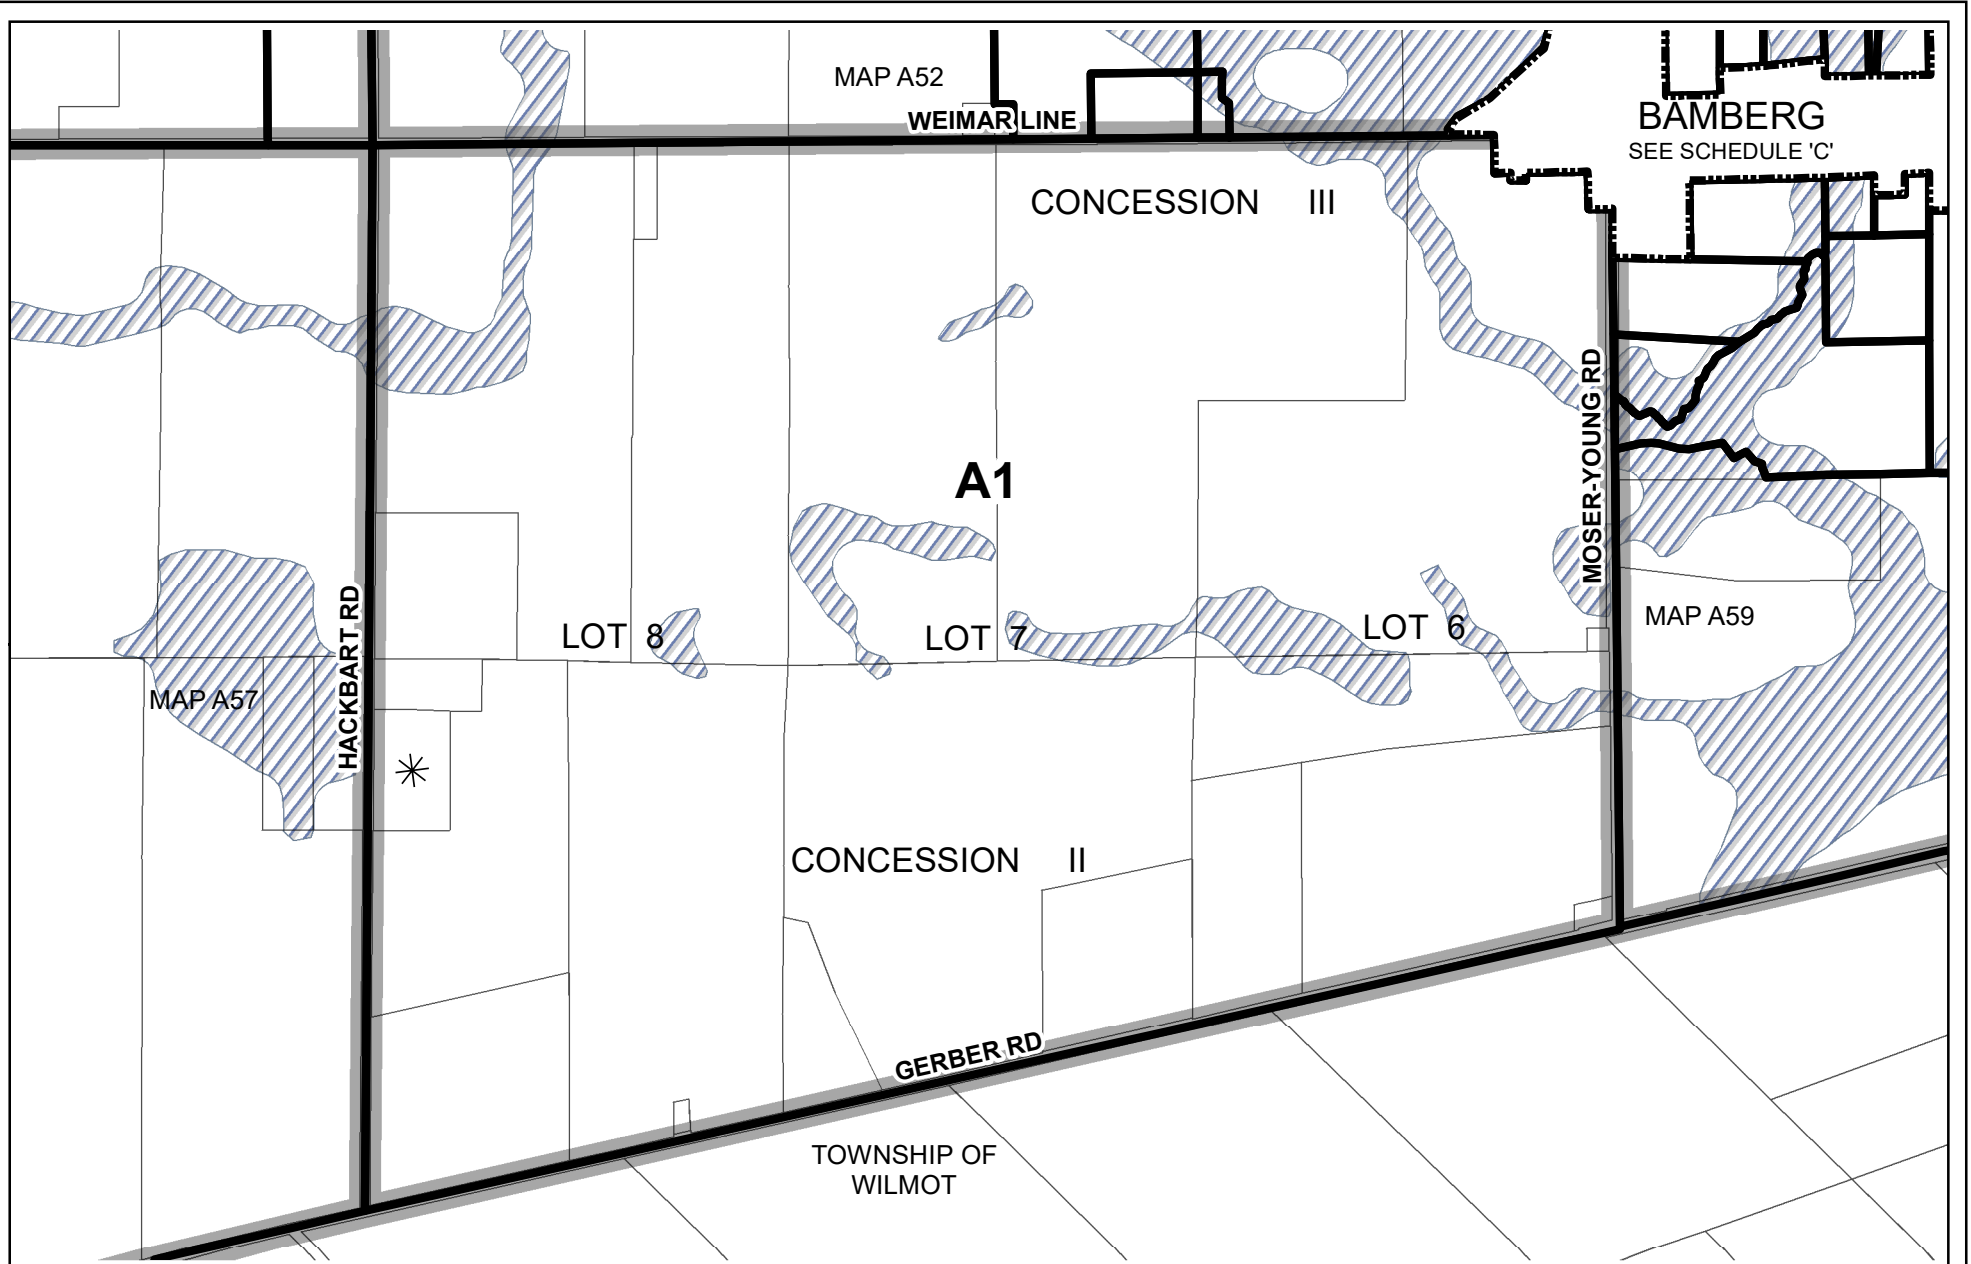 MAP A52
WEIMAR LINE
BAMBERG
SEE SCHEDULE 'C'
CONCESSION III
MOSER-YOUNG RD
A1
HACKBART RD
LOT 8
LOT 7
LOT 6
MAP A59
MAP A57
CONCESSION II
GERBER RD
TOWNSHIP OF
WILMOT